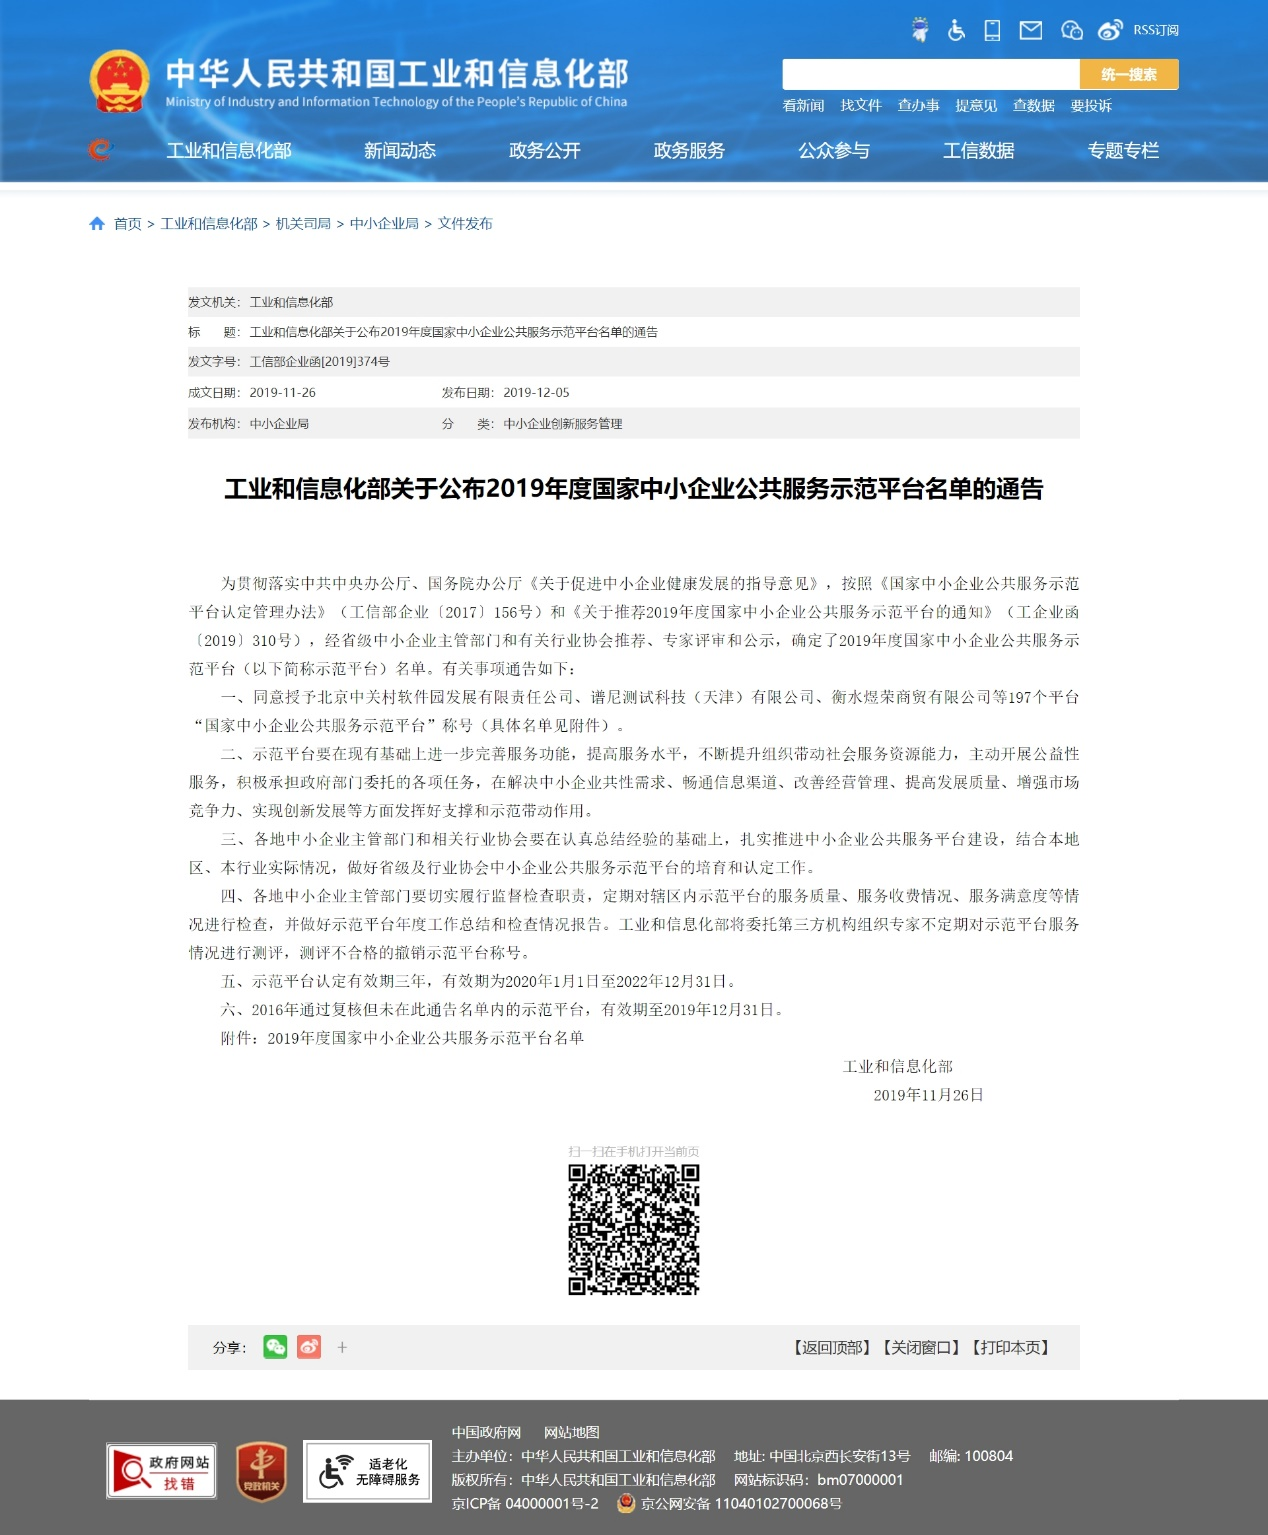 RSS订阅
中华人民共和国工业和信息化部
Ministry of Industry and Information Technology of the People's Republic of China
统一搜索
看新闻 找文件 查办事 提意见 查数据 要投诉
工业和信息化部 新闻动态 政务公开 政务服务 公众参与 工信数据 专题专栏
首页 > 工业和信息化部 > 机关司局 > 中小企业局 > 文件发布
发文机关： 工业和信息化部
标 题： 工业和信息化部关于公布2019年度国家中小企业公共服务示范平台名单的通告
发文字号： 工信部企业函[2019]374号
成文日期： 2019-11-26 发布日期： 2019-12-05
发布机构： 中小企业局 分 类： 中小企业创新服务管理
工业和信息化部关于公布2019年度国家中小企业公共服务示范平台名单的通告
为贯彻落实中共中央办公厅、国务院办公厅《关于促进中小企业健康发展的指导意见》，按照《国家中小企业公共服务示范
平台认定管理办法》（工信部企业〔2017〕156号）和《关于推荐2019年度国家中小企业公共服务示范平台的通知》（工企业函
〔2019〕310号），经省级中小企业主管部门和有关行业协会推荐、专家评审和公示，确定了2019年度国家中小企业公共服务示
范平台（以下简称示范平台）名单。有关事项通告如下：
一、同意授予北京中关村软件园发展有限责任公司、谱尼测试科技（天津）有限公司、衡水煜荣商贸有限公司等197个平台
“国家中小企业公共服务示范平台”称号（具体名单见附件）。
二、示范平台要在现有基础上进一步完善服务功能，提高服务水平，不断提升组织带动社会服务资源能力，主动开展公益性
服务，积极承担政府部门委托的各项任务，在解决中小企业共性需求、畅通信息渠道、改善经营管理、提高发展质量、增强市场
竞争力、实现创新发展等方面发挥好支撑和示范带动作用。
三、各地中小企业主管部门和相关行业协会要在认真总结经验的基础上，扎实推进中小企业公共服务平台建设，结合本地
区、本行业实际情况，做好省级及行业协会中小企业公共服务示范平台的培育和认定工作。
四、各地中小企业主管部门要切实履行监督检查职责，定期对辖区内示范平台的服务质量、服务收费情况、服务满意度等情
况进行检查，并做好示范平台年度工作总结和检查情况报告。工业和信息化部将委托第三方机构组织专家不定期对示范平台服务
情况进行测评，测评不合格的撤销示范平台称号。
五、示范平台认定有效期三年，有效期为2020年1月1日至2022年12月31日。
六、2016年通过复核但未在此通告名单内的示范平台，有效期至2019年12月31日。
附件：2019年度国家中小企业公共服务示范平台名单
工业和信息化部
2019年11月26日
扫一扫在手机打开当前页
分享： +
【返回顶部】【关闭窗口】【打印本页】
政府网站
找错
党政机关
适老化
无障碍服务
中国政府网 网站地图
主办单位：中华人民共和国工业和信息化部 地址: 中国北京西长安街13号 邮编: 100804
版权所有：中华人民共和国工业和信息化部 网站标识码：bm07000001
京ICP备 04000001号-2 京公网安备 11040102700068号